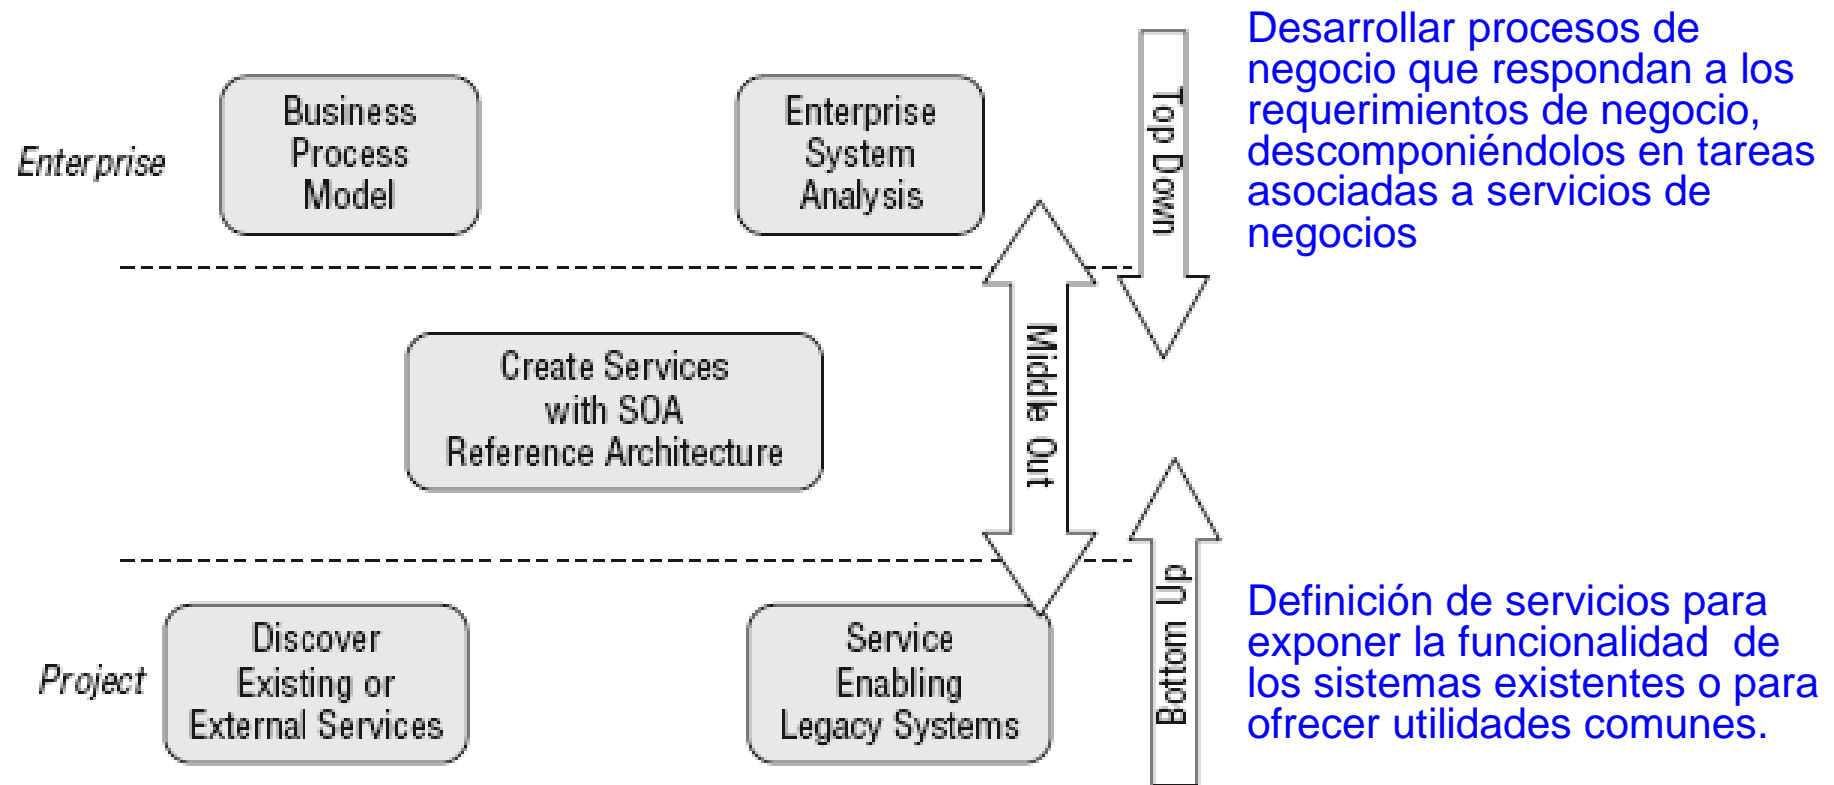 Enterprise
Business
Process
Model
Enterprise
System
Analysis
Top Down
Desarrollar procesos de
negocio que respondan a los
requerimientos de negocio,
descomponiéndolos en tareas
asociadas a servicios de
negocios
Create Services
with SOA
Reference Architecture
Middle Out
Project
Discover
Existing or
External Services
Service
Enabling
Legacy Systems
Bottom Up
Definición de servicios para
exponer la funcionalidad de
los sistemas existentes o para
ofrecer utilidades comunes.